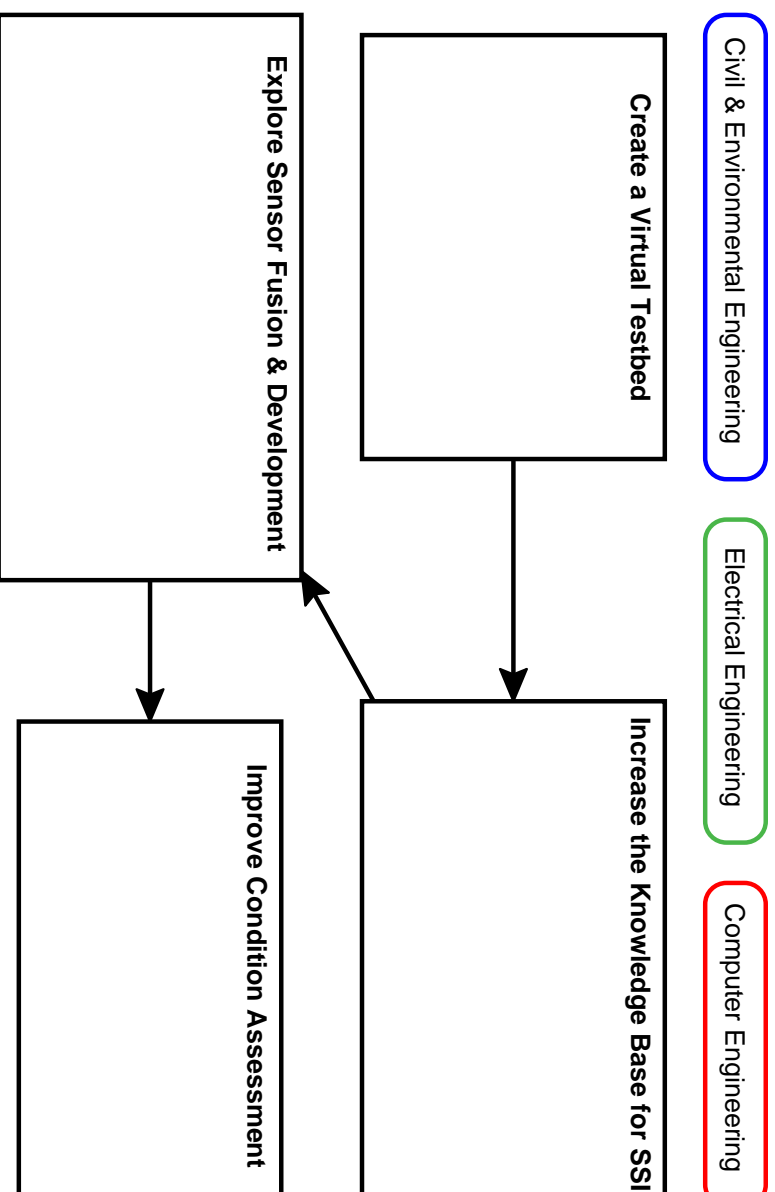 Civil & Environmental Engineering
Electrical Engineering
Computer Engineering
Create a Virtual Testbed
Increase the Knowledge Base for SSI
Explore Sensor Fusion & Development
Improve Condition Assessment